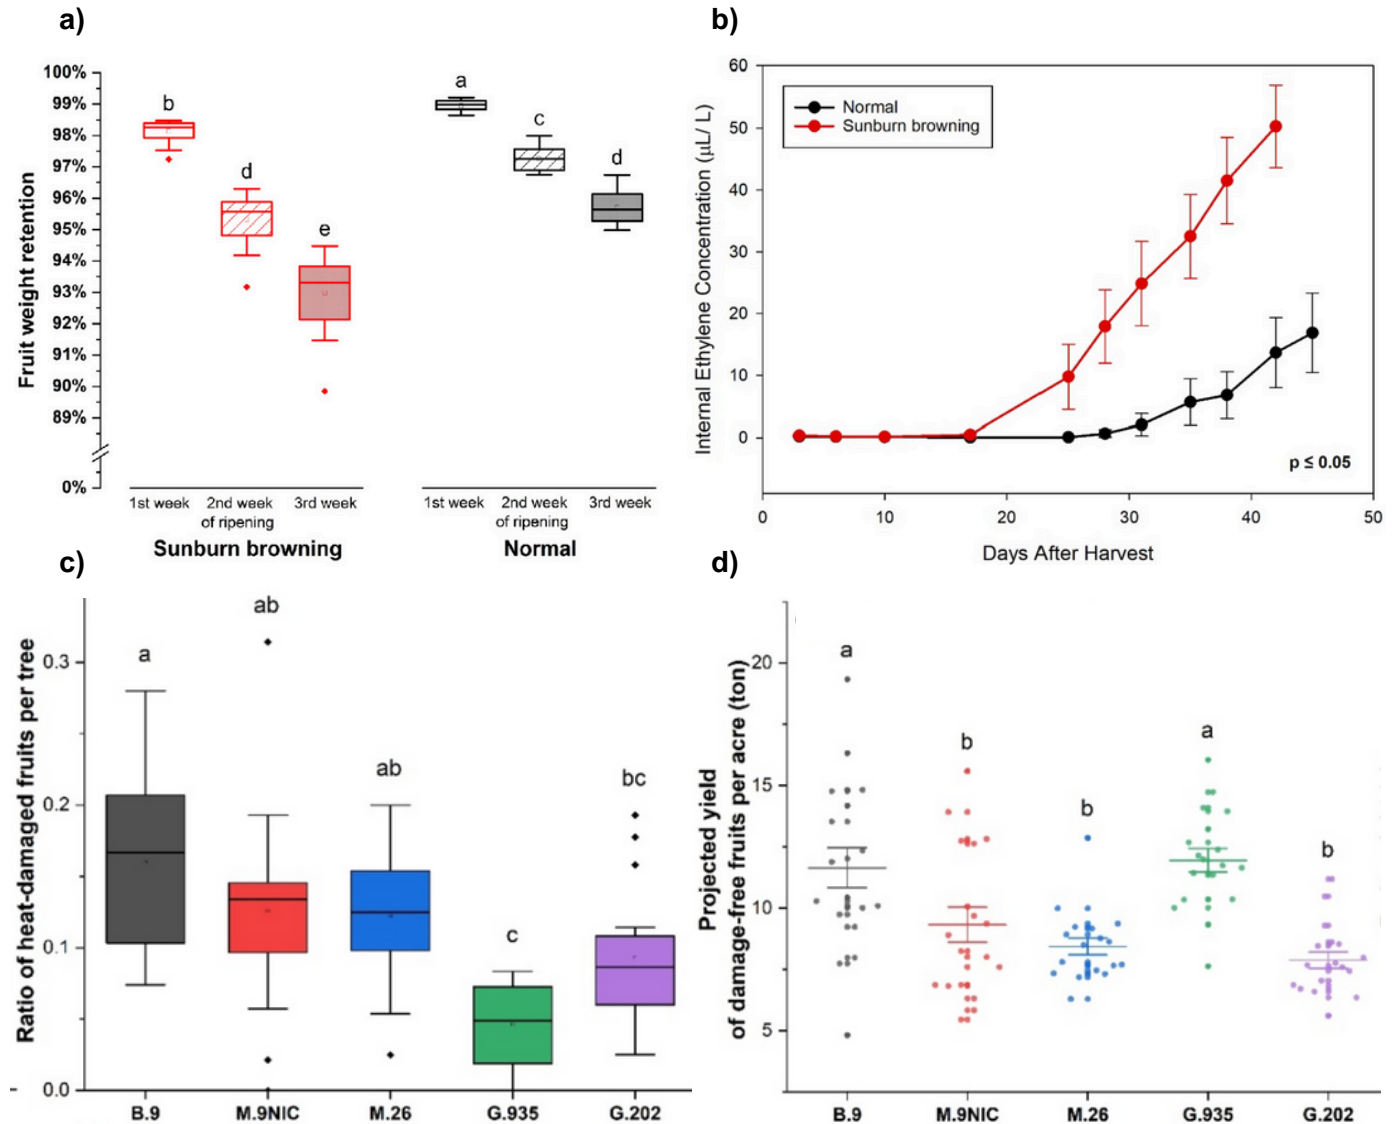 a)
Fruit weight retention
100%
99%
98%
97%
96%
95%
94%
93%
92%
91%
90%
89%
0%
b
d
e
a
c
d
1st week
2nd week
of ripening
3rd week
1st week
2nd week
of ripening
3rd week
Sunburn browning
Normal
b)
Internal Ethylene Concentration (μL/ L)
60
50
40
30
20
10
0
Normal
Sunburn browning
p ≤ 0.05
0
10
20
30
40
50
Days After Harvest
c)
Ratio of heat-damaged fruits per tree
0.3
0.2
0.1
0.0
a
ab
ab
c
bc
B.9
M.9NIC
M.26
G.935
G.202
d)
Projected yield
of damage-free fruits per acre (ton)
20
15
10
5
a
b
b
a
b
B.9
M.9NIC
M.26
G.935
G.202